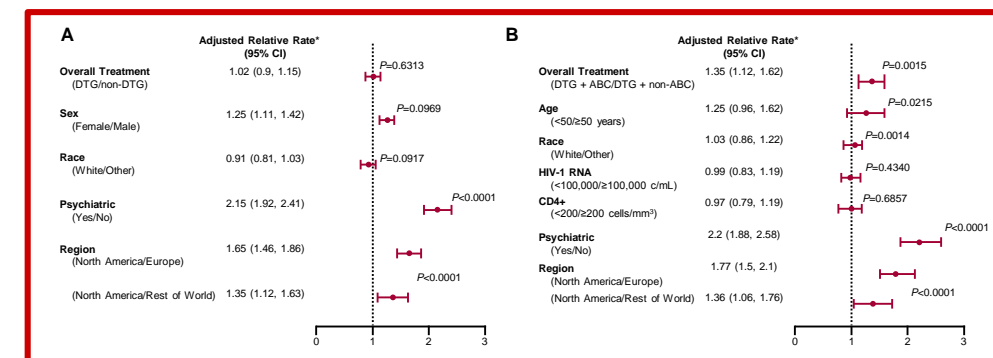 A
Adjusted Relative Rate*
(95% CI)
Overall Treatment 1.02 (0.9, 1.15) P=0.6313
(DTG/non-DTG)
Sex 1.25 (1.11, 1.42) P=0.0969
(Female/Male)
Race 0.91 (0.81, 1.03) P=0.0917
(White/Other)
Psychiatric 2.15 (1.92, 2.41) P<0.0001
(Yes/No)
Region 1.65 (1.46, 1.86)
(North America/Europe)
P<0.0001
(North America/Rest of World) 1.35 (1.12, 1.63)
0 1 2 3
B
Adjusted Relative Rate*
(95% CI)
Overall Treatment 1.35 (1.12, 1.62) P=0.0015
(DTG + ABC/DTG + non-ABC)
Age 1.25 (0.96, 1.62) P=0.0215
(<50/≥50 years)
Race 1.03 (0.86, 1.22) P=0.0014
(White/Other)
HIV-1 RNA 0.99 (0.83, 1.19) P=0.4340
(<100,000/≥100,000 c/mL)
CD4+ 0.97 (0.79, 1.19) P=0.6857
(<200/≥200 cells/mm³)
Psychiatric 2.2 (1.88, 2.58) P<0.0001
(Yes/No)
Region 1.77 (1.5, 2.1)
(North America/Europe)
(North America/Rest of World) 1.36 (1.06, 1.76) P<0.0001
0 1 2 3